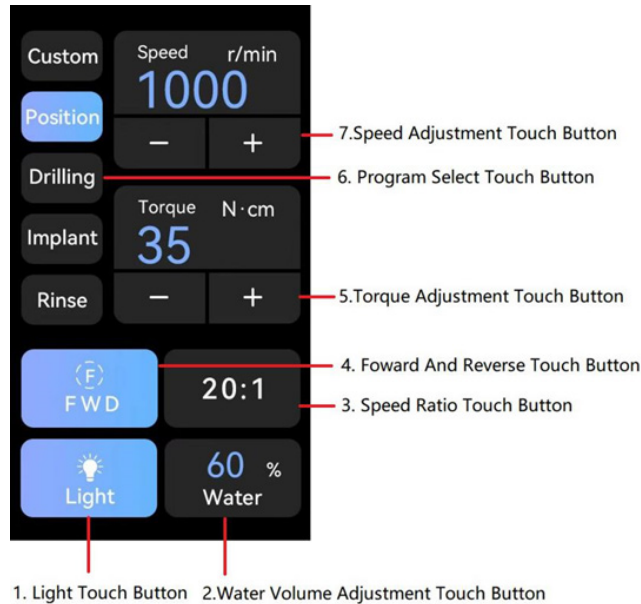 Custom
Speed r/min
1000
Position
− +
7.Speed Adjustment Touch Button
Drilling
6. Program Select Touch Button
Torque N·cm
35
Implant
Rinse
− +
5.Torque Adjustment Touch Button
4. Foward And Reverse Touch Button
(F)
FWD
20:1
3. Speed Ratio Touch Button
Light
60 %
Water
1. Light Touch Button
2.Water Volume Adjustment Touch Button